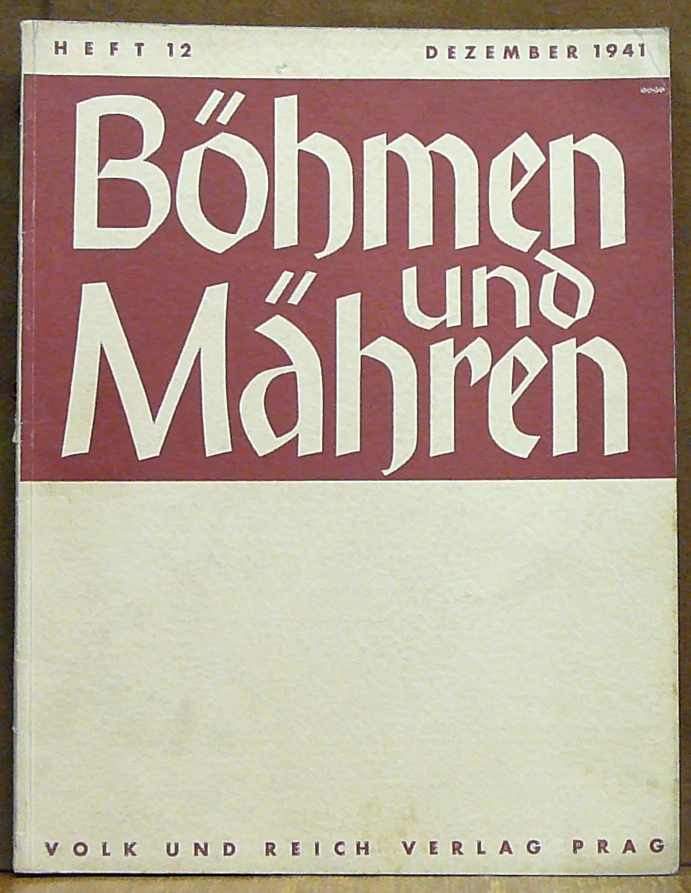 HEFT 12 DEZEMBER 1941
Böhmen
und
Mähren
VOLK UND REICH VERLAG PRAG